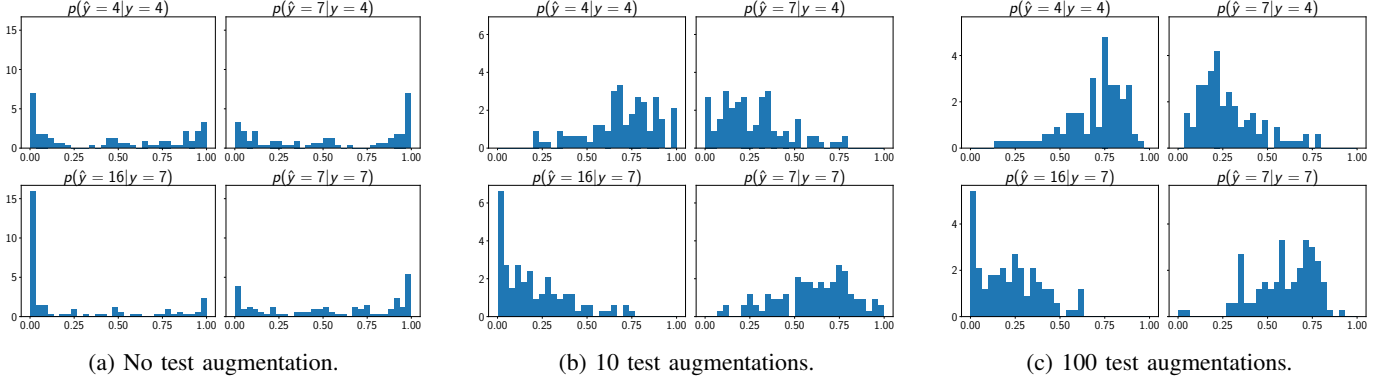 p(ŷ = 4|y = 4) p(ŷ = 7|y = 4) p(ŷ = 4|y = 4) p(ŷ = 7|y = 4) p(ŷ = 4|y = 4) p(ŷ = 7|y = 4)
15
10
5
0
0.00 0.25 0.50 0.75 1.00 0.00 0.25 0.50 0.75 1.00
6
4
2
0
0.00 0.25 0.50 0.75 1.00 0.00 0.25 0.50 0.75 1.00
4
2
0
0.00 0.25 0.50 0.75 1.00 0.00 0.25 0.50 0.75 1.00
p(ŷ = 16|y = 7) p(ŷ = 7|y = 7) p(ŷ = 16|y = 7) p(ŷ = 7|y = 7) p(ŷ = 16|y = 7) p(ŷ = 7|y = 7)
15
10
5
0
0.00 0.25 0.50 0.75 1.00 0.00 0.25 0.50 0.75 1.00
6
4
2
0
0.00 0.25 0.50 0.75 1.00 0.00 0.25 0.50 0.75 1.00
4
2
0
0.00 0.25 0.50 0.75 1.00 0.00 0.25 0.50 0.75 1.00
(a) No test augmentation. (b) 10 test augmentations. (c) 100 test augmentations.